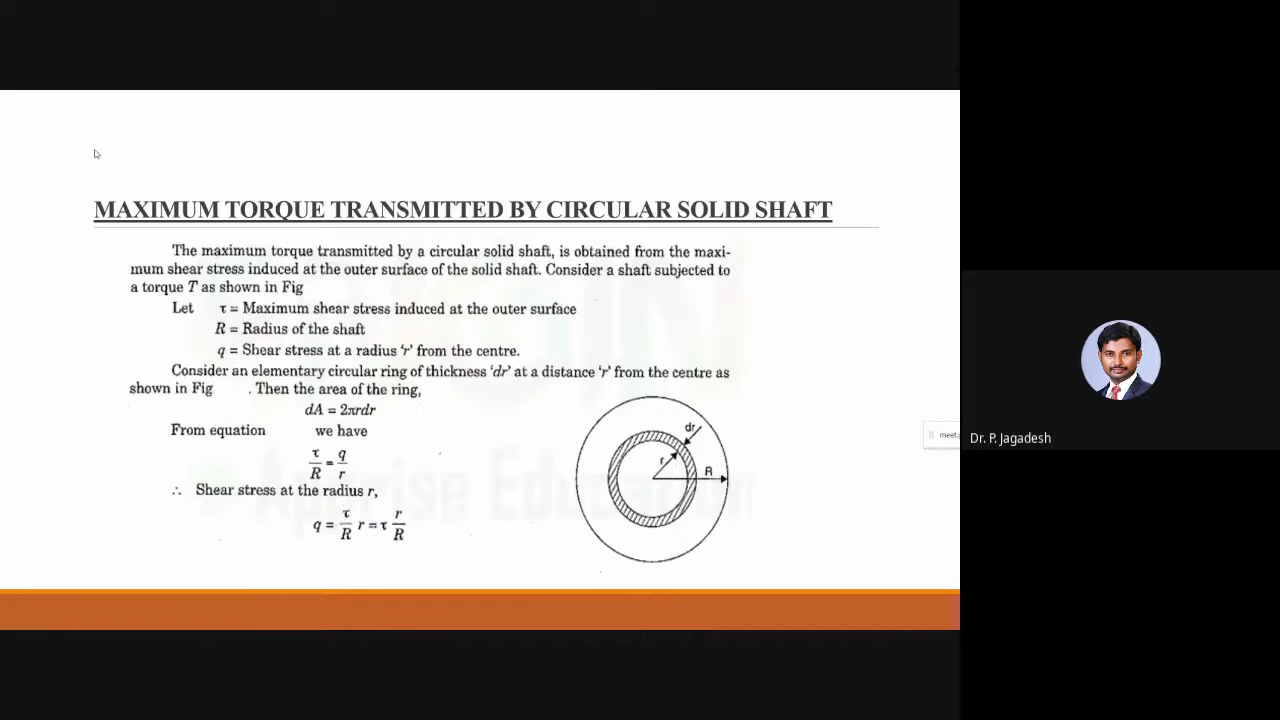 MAXIMUM TORQUE TRANSMITTED BY CIRCULAR SOLID SHAFT
The maximum torque transmitted by a circular solid shaft, is obtained from the maxi-
mum shear stress induced at the outer surface of the solid shaft. Consider a shaft subjected to
a torque T as shown in Fig
Let τ = Maximum shear stress induced at the outer surface
R = Radius of the shaft
q = Shear stress at a radius 'r' from the centre.
Consider an elementary circular ring of thickness 'dr' at a distance 'r' from the centre as
shown in Fig . Then the area of the ring,
dA = 2πrdr
From equation we have
τ/R = q/r
∴ Shear stress at the radius r,
q = τ/R r = τ r/R
dr
r
R
meet.
Dr. P. Jagadesh
Apprise Education